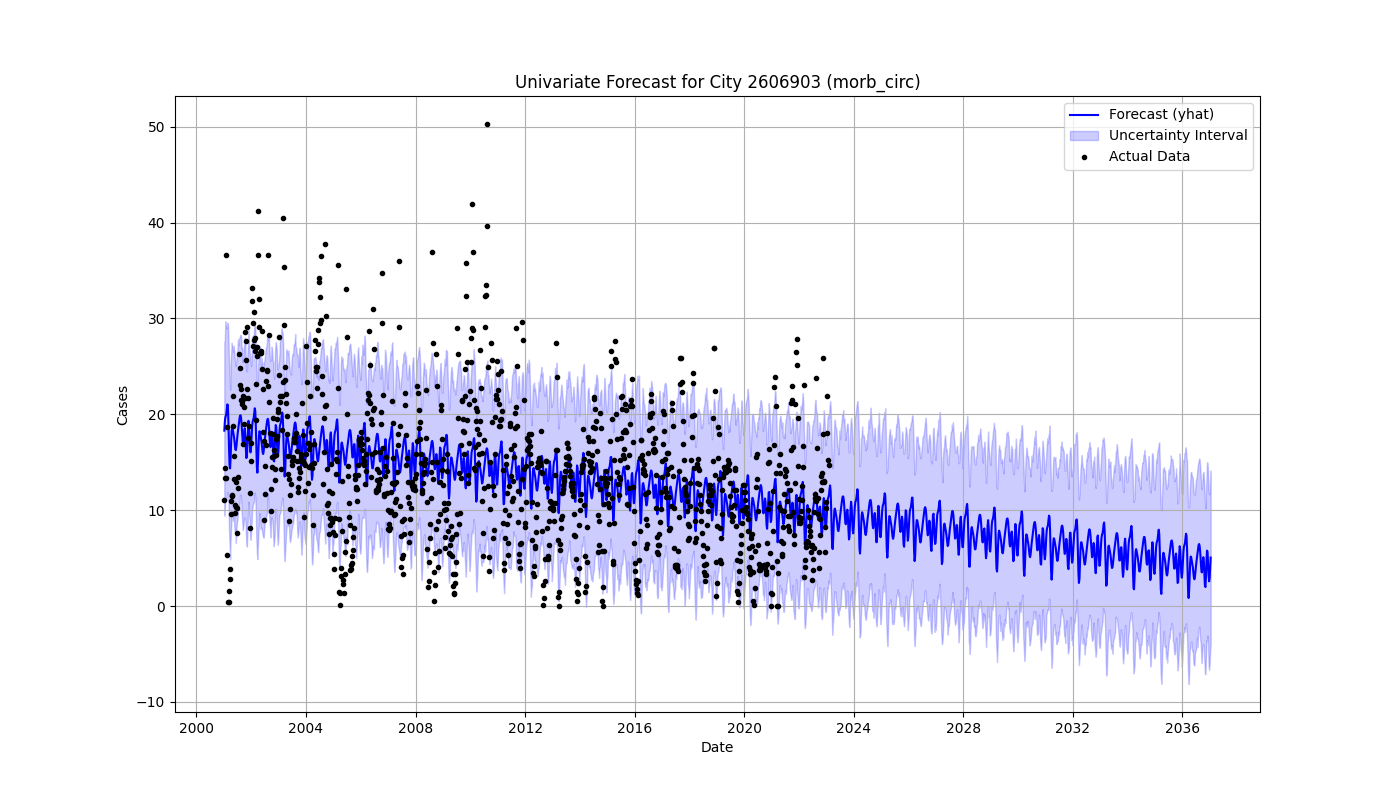 Univariate Forecast for City 2606903 (morb_circ)
Forecast (yhat)
Uncertainty Interval
Actual Data
Cases
50
40
30
20
10
0
−10
2000 2004 2008 2012 2016 2020 2024 2028 2032 2036
Date